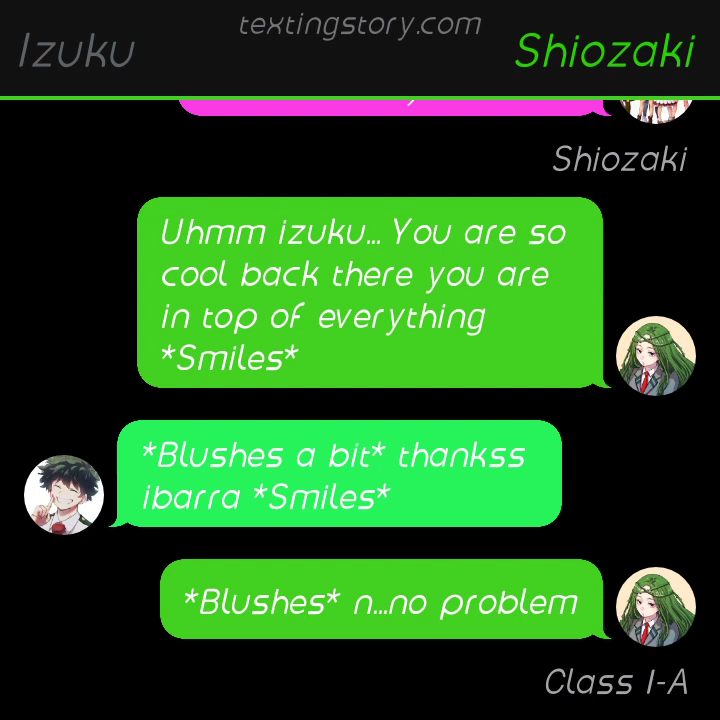 textingstory.com
Izuku
Shiozaki
Shiozaki
Uhmm izuku... You are so
cool back there you are
in top of everything
*Smiles*
*Blushes a bit* thankss
ibarra *Smiles*
*Blushes* n...no problem
Class 1-A